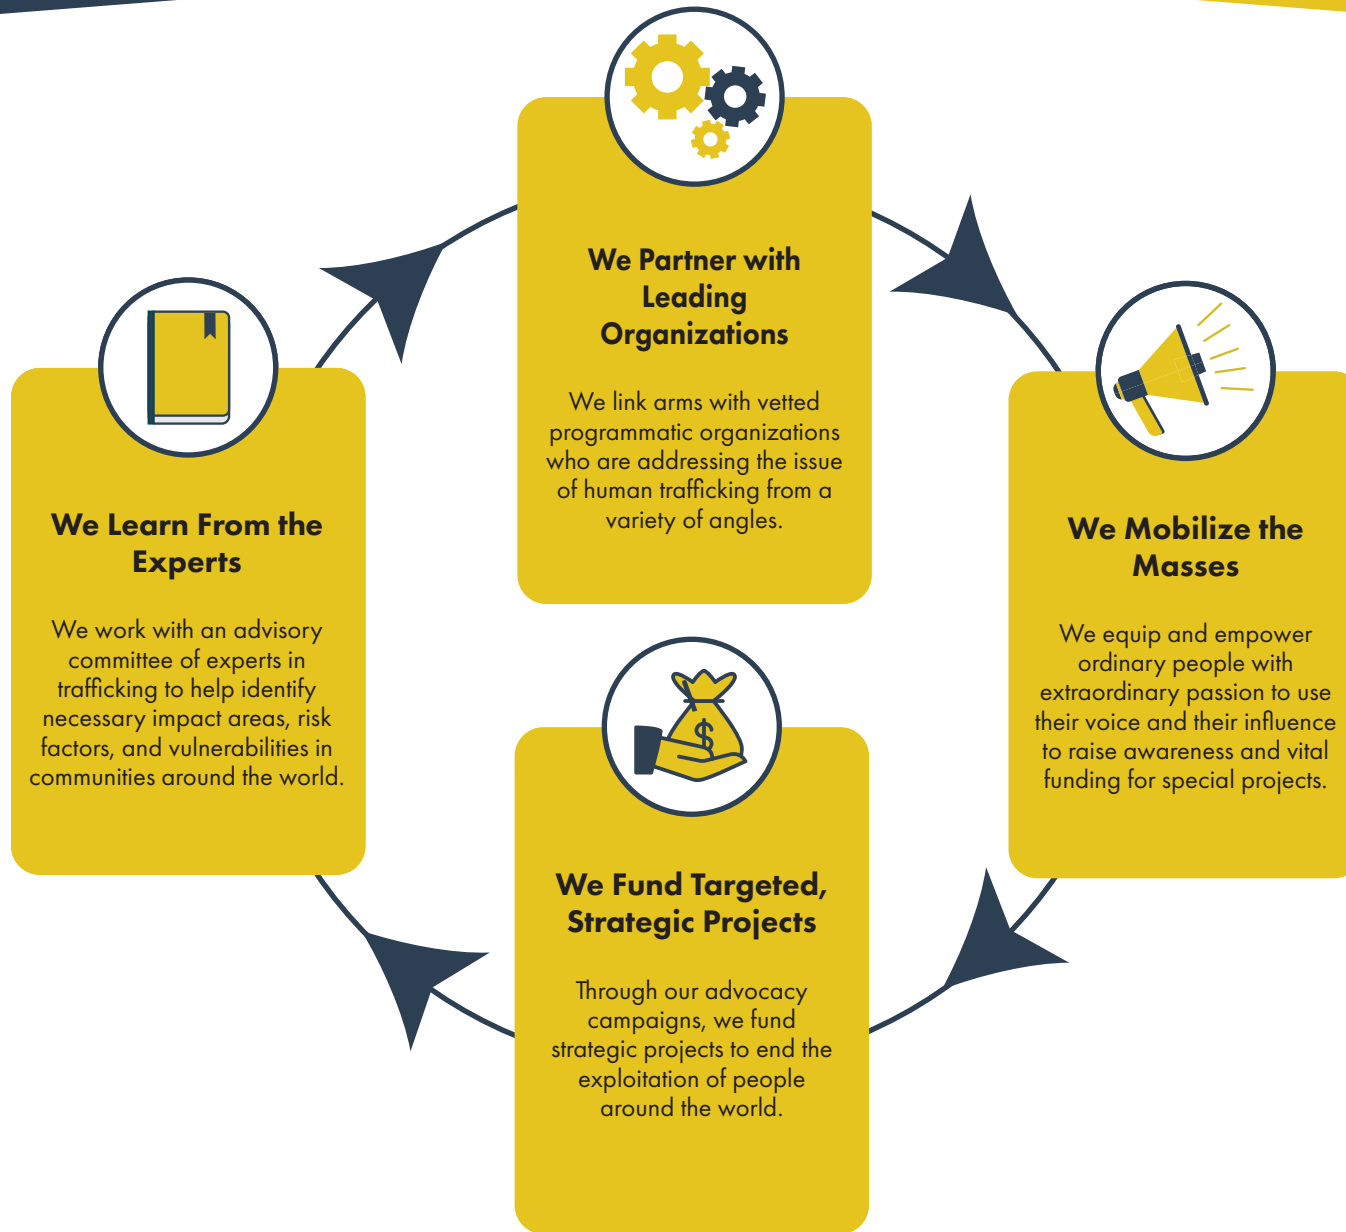 We Partner with
Leading
Organizations
We link arms with vetted
programmatic organizations
who are addressing the issue
of human trafficking from a
variety of angles.
We Learn From the
Experts
We work with an advisory
committee of experts in
trafficking to help identify
necessary impact areas, risk
factors, and vulnerabilities in
communities around the world.
We Mobilize the
Masses
We equip and empower
ordinary people with
extraordinary passion to use
their voice and their influence
to raise awareness and vital
funding for special projects.
$
We Fund Targeted,
Strategic Projects
Through our advocacy
campaigns, we fund
strategic projects to end the
exploitation of people
around the world.